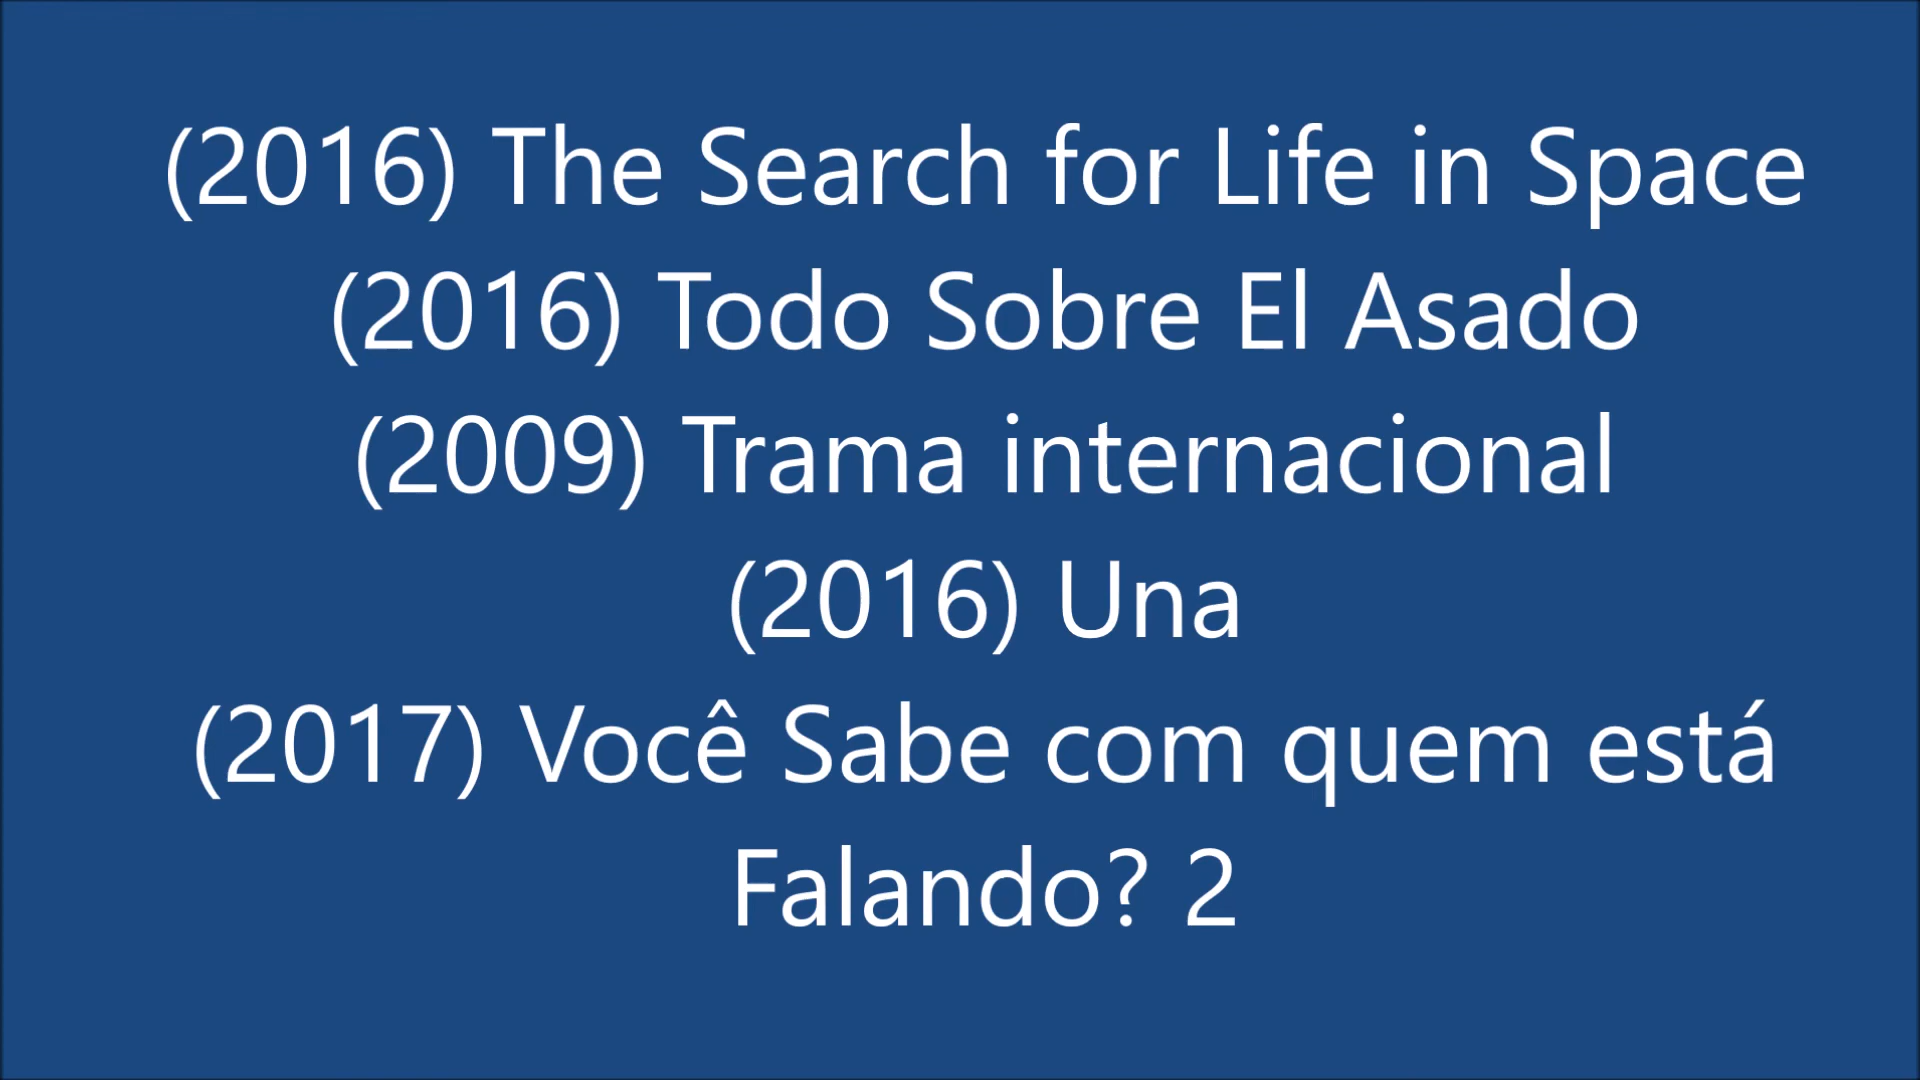 (2016) The Search for Life in Space
(2016) Todo Sobre El Asado
(2009) Trama internacional
(2016) Una
(2017) Você Sabe com quem está
Falando? 2